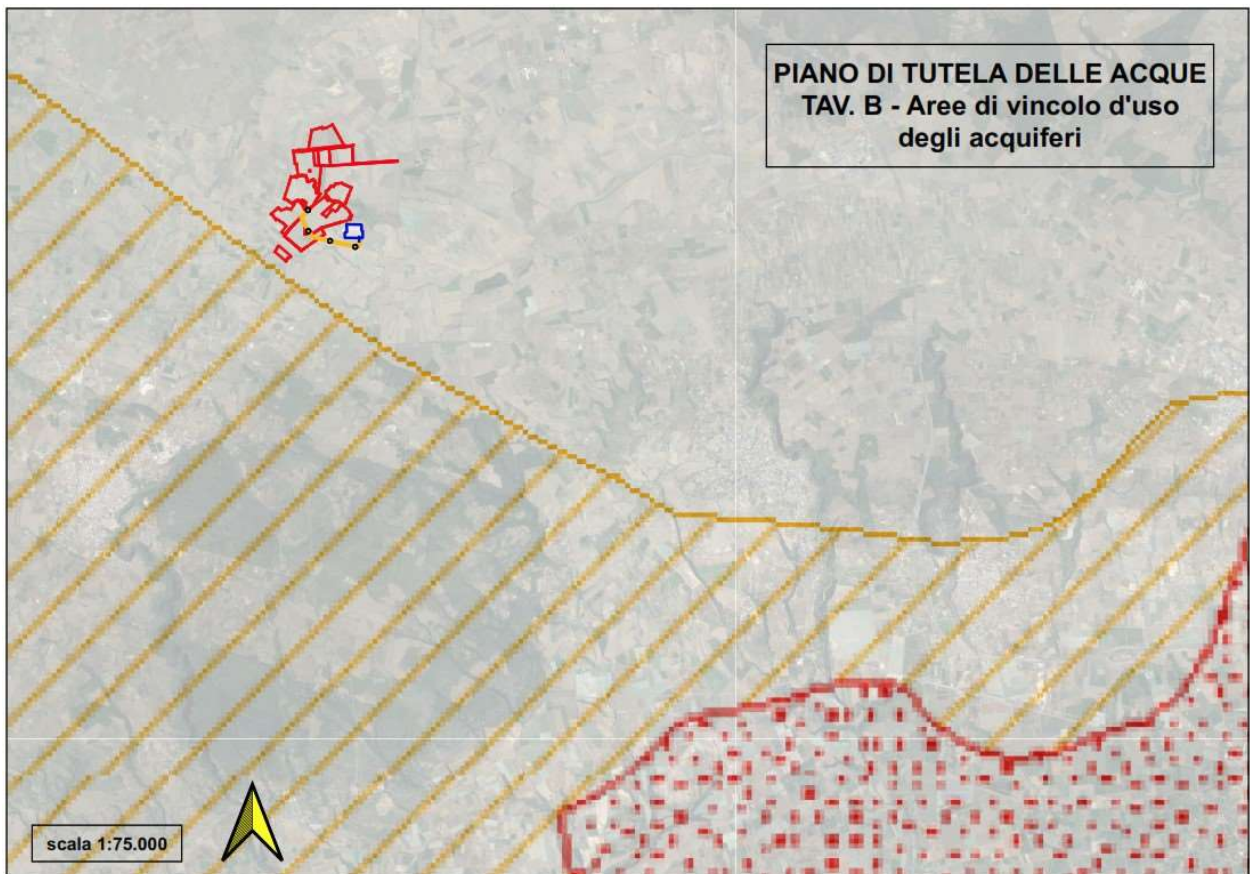 PIANO DI TUTELA DELLE ACQUE
TAV. B - Aree di vincolo d'uso
degli acquiferi
scala 1:75.000